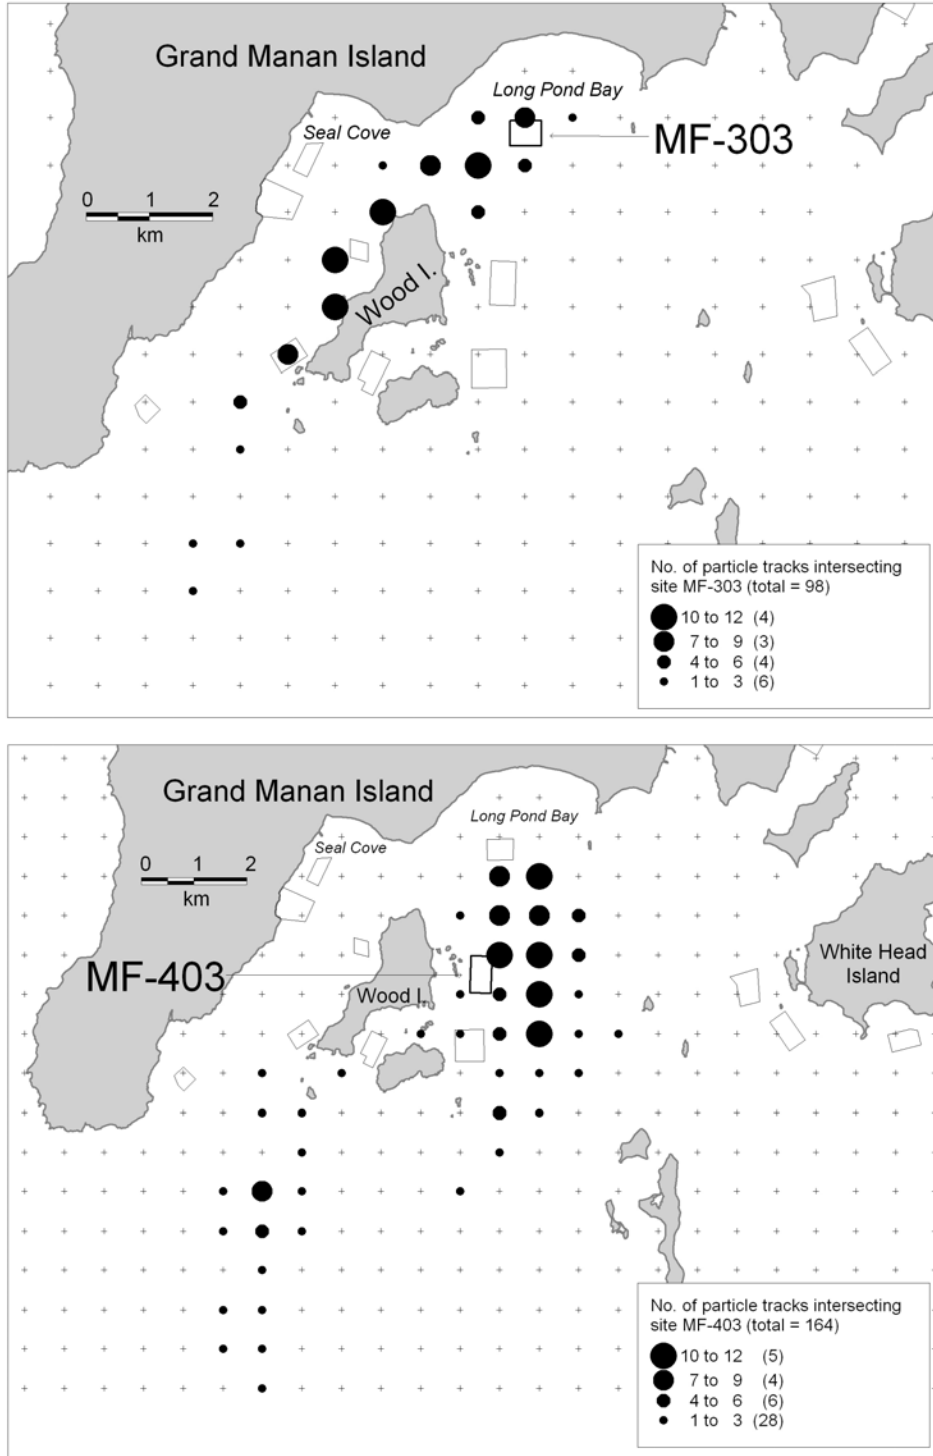 Grand Manan Island
Long Pond Bay
Seal Cove
MF-303
0 1 2
km
Wood I.
No. of particle tracks intersecting
site MF-303 (total = 98)
10 to 12 (4)
7 to 9 (3)
4 to 6 (4)
1 to 3 (6)
Grand Manan Island
Long Pond Bay
Seal Cove
0 1 2
km
White Head
Island
MF-403
Wood I.
No. of particle tracks intersecting
site MF-403 (total = 164)
10 to 12 (5)
7 to 9 (4)
4 to 6 (6)
1 to 3 (28)